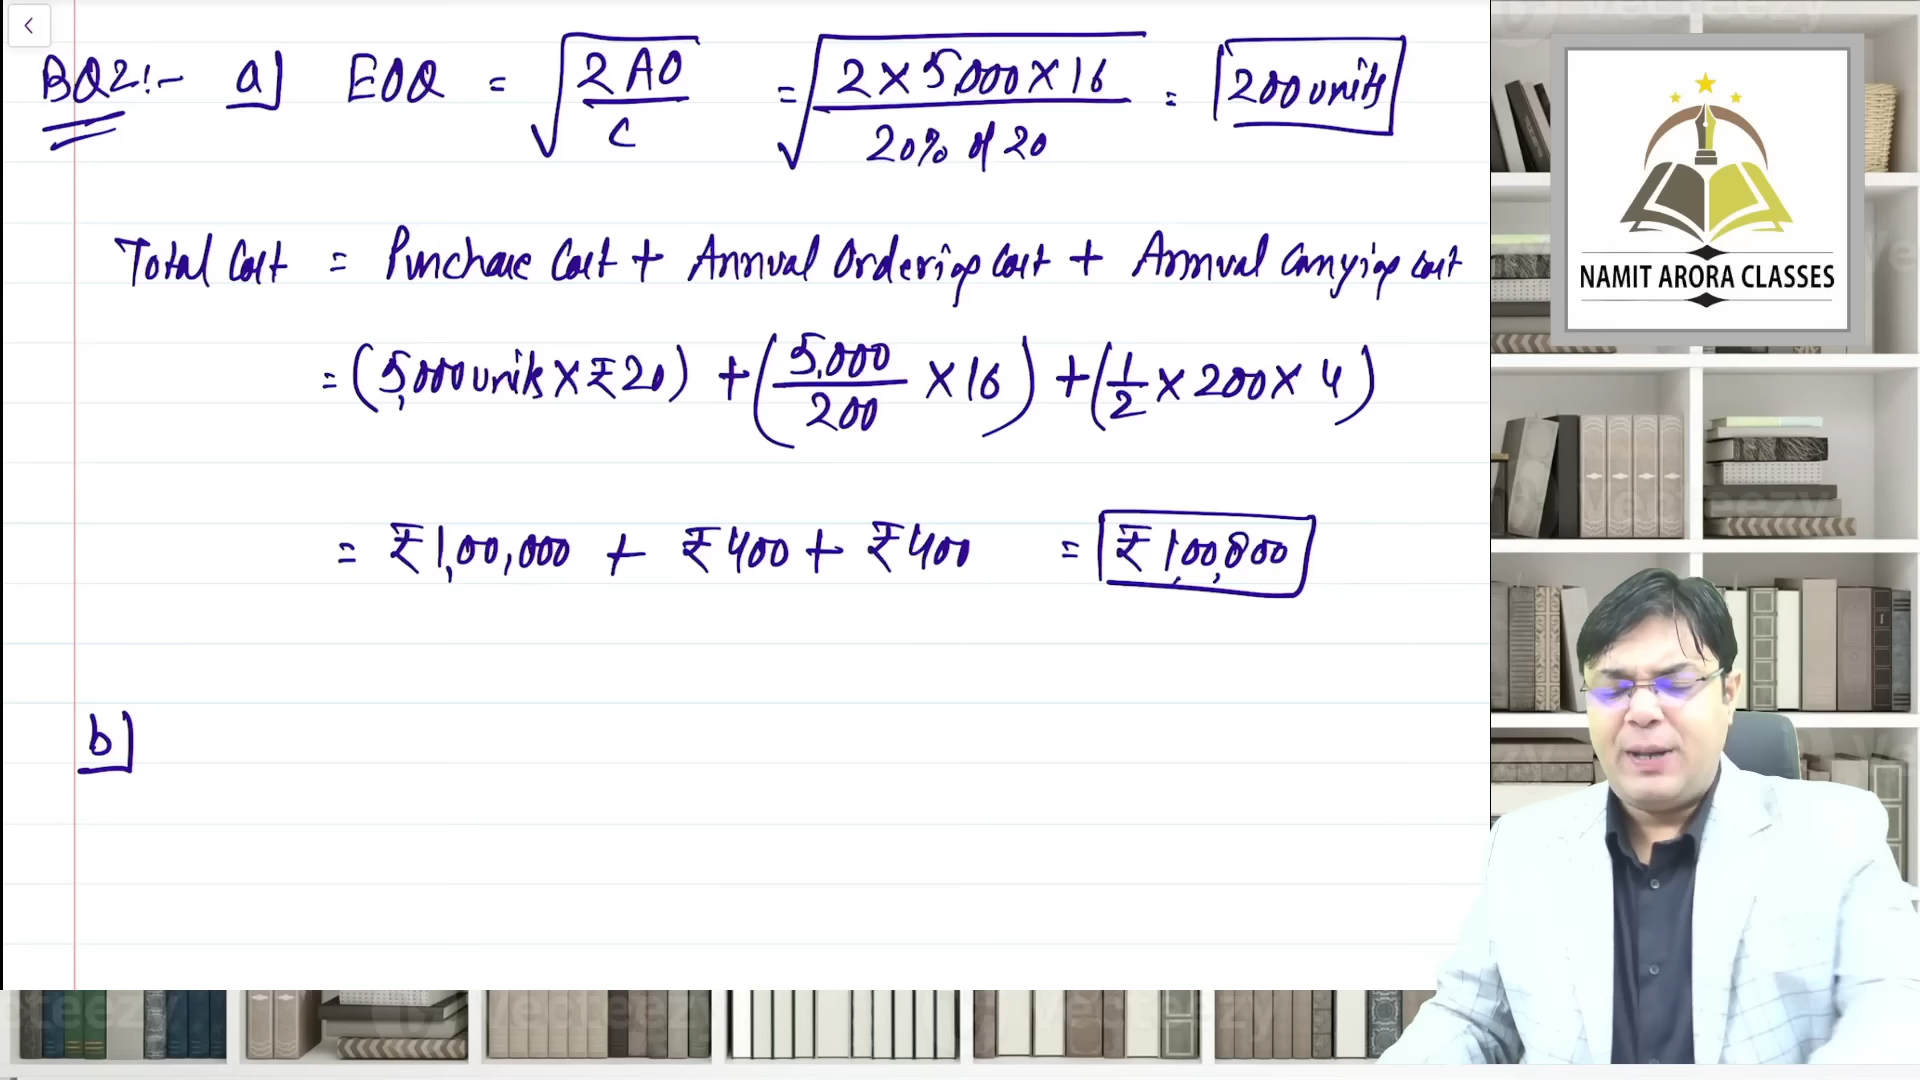 BQ2:- a] EOQ = √(2AO/C) = √(2×5,000×16/20% of 20) = 200 units
Total Cost = Purchase Cost + Annual Ordering Cost + Annual Carrying Cost
= (5,000 units × ₹20) + (5,000/200 × 16) + (1/2 × 200 × 4)
= ₹1,00,000 + ₹400 + ₹400 = ₹1,00,800
b]
NAMIT ARORA CLASSES
Vecteezy